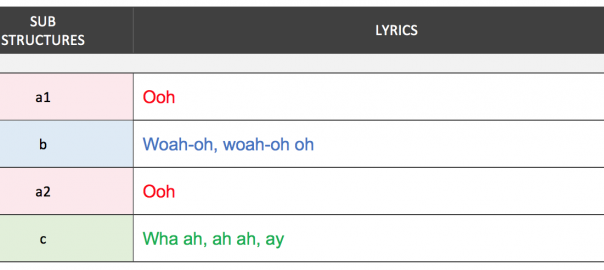 SUB
STRUCTURES
LYRICS
a1
Ooh
b
Woah-oh, woah-oh oh
a2
Ooh
c
Wha ah, ah ah, ay